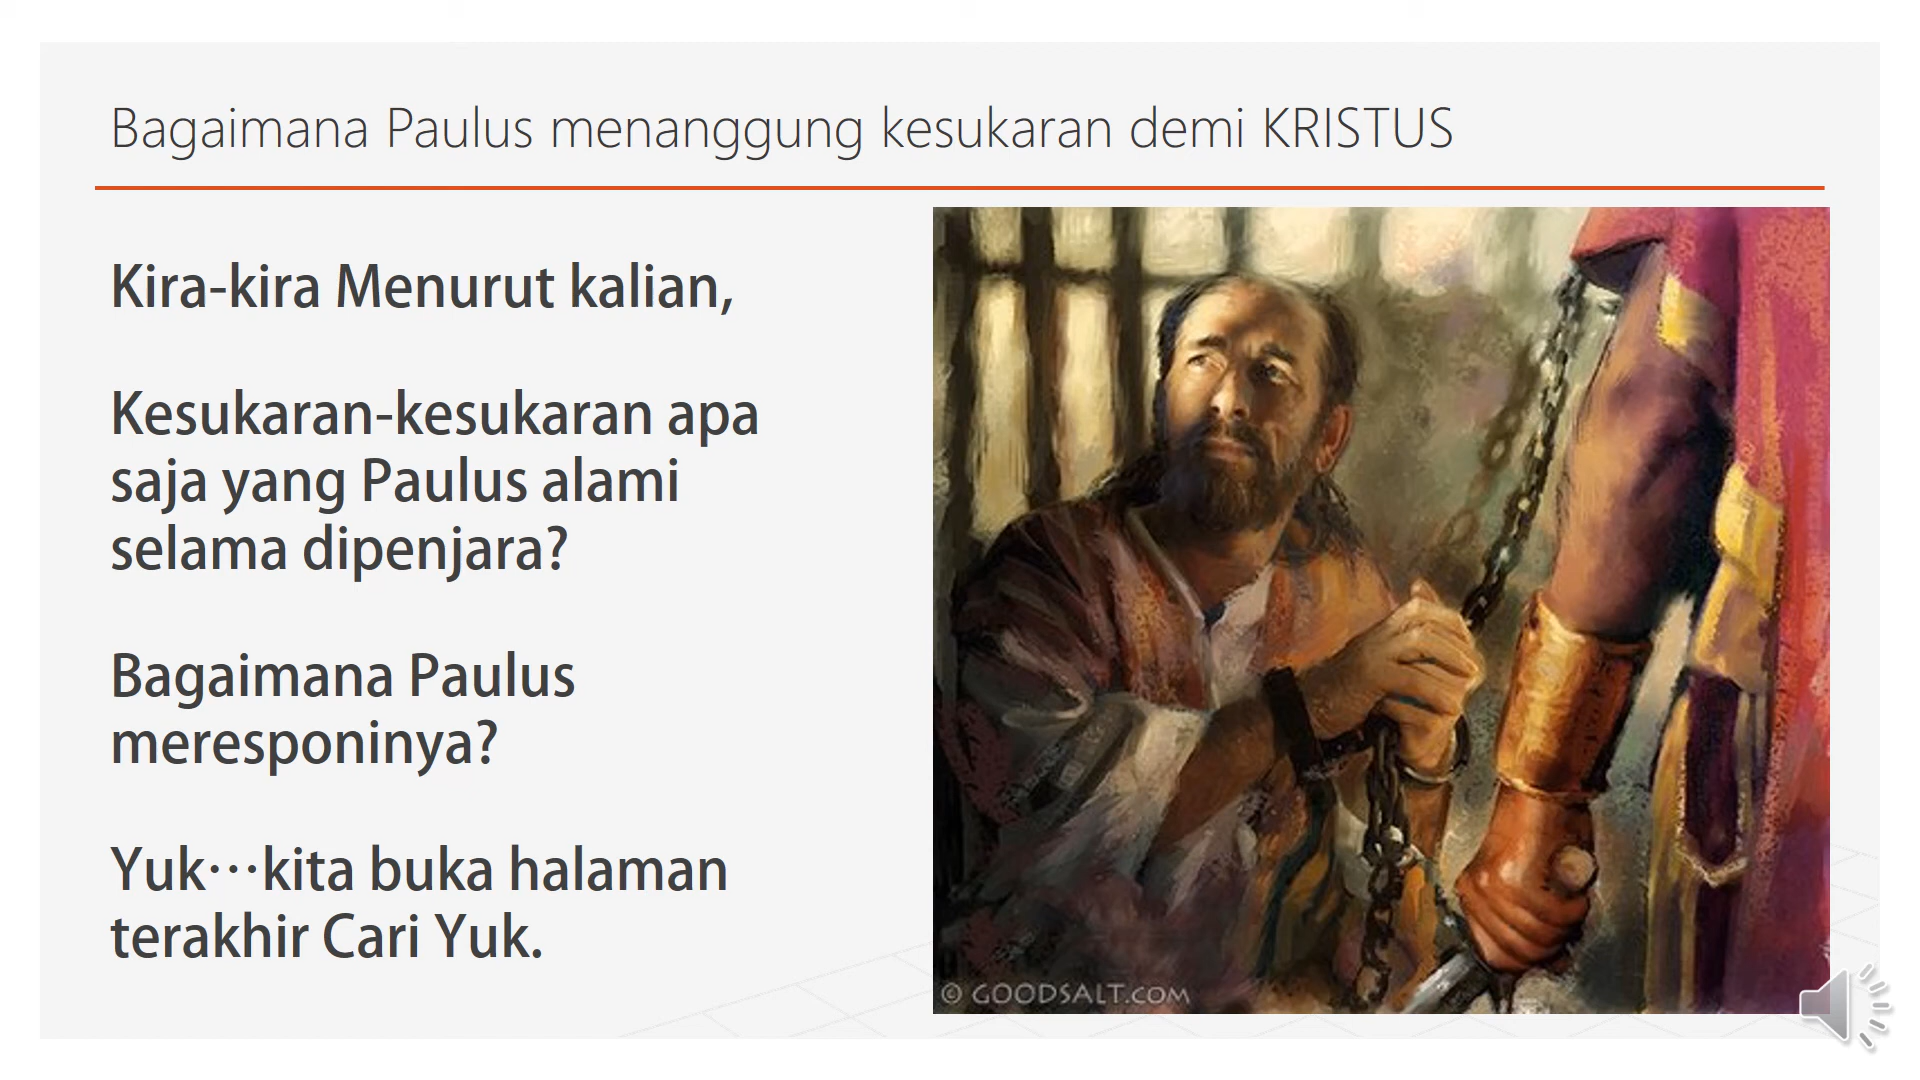 Bagaimana Paulus menanggung kesukaran demi KRISTUS
Kira-kira Menurut kalian,
Kesukaran-kesukaran apa
saja yang Paulus alami
selama dipenjara?
Bagaimana Paulus
meresponinya?
Yuk…kita buka halaman
terakhir Cari Yuk.
© GOODSALT.COM